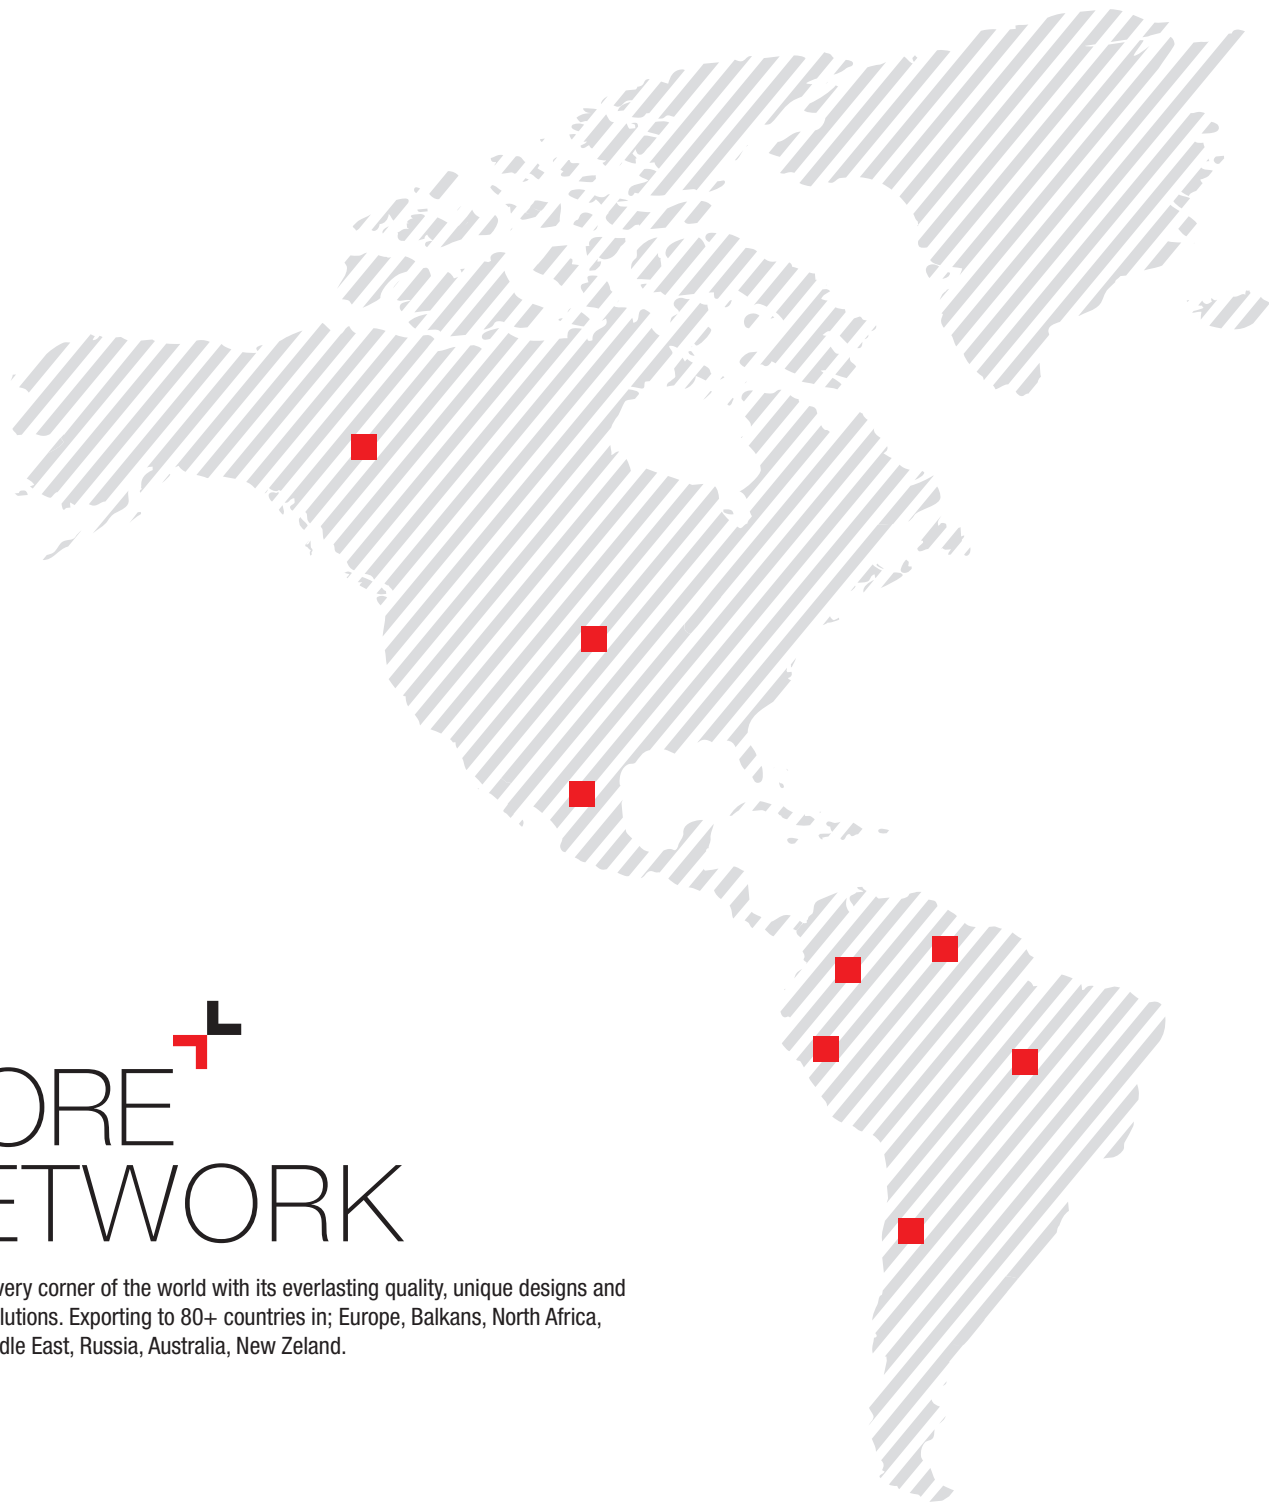 ORE
ETWORK
very corner of the world with its everlasting quality, unique designs and
lutions. Exporting to 80+ countries in; Europe, Balkans, North Africa,
dle East, Russia, Australia, New Zeland.